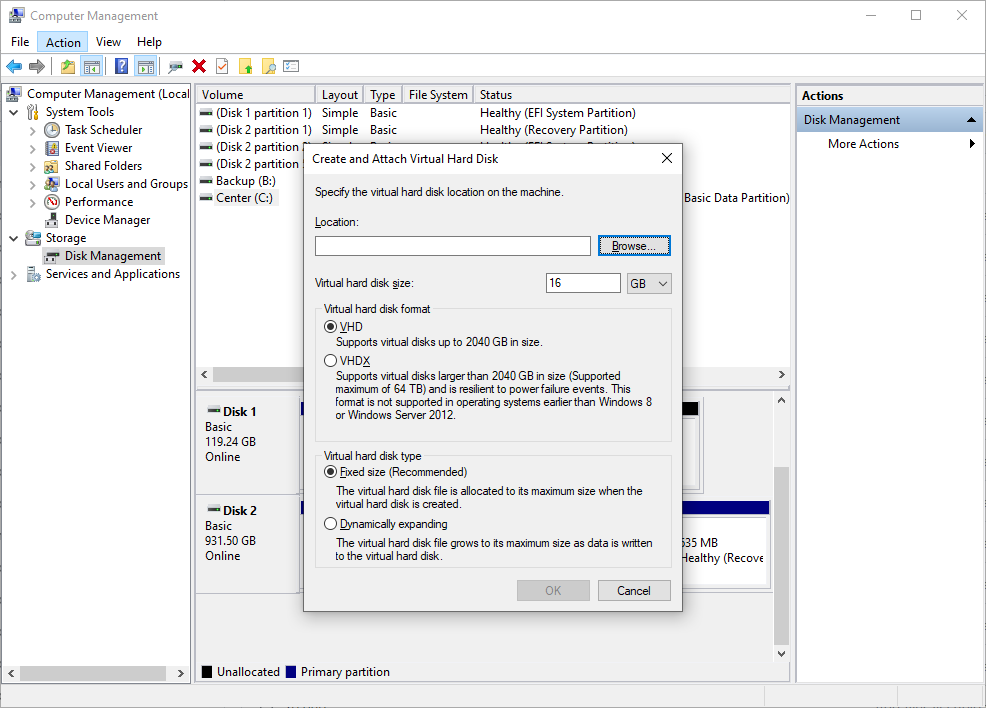 Computer Management
File Action View Help
Computer Management (Local
System Tools
Task Scheduler
Event Viewer
Shared Folders
Local Users and Groups
Performance
Device Manager
Storage
Disk Management
Services and Applications
Volume Layout Type File System Status
(Disk 1 partition 1) Simple Basic Healthy (EFI System Partition)
(Disk 2 partition 1) Simple Basic Healthy (Recovery Partition)
(Disk 2 partition
(Disk 2 partition
Backup (B:)
Center (C:) Basic Data Partition)
Disk 1
Basic
119.24 GB
Online
Disk 2
Basic
931.50 GB
Online
635 MB
Healthy (Recove
Unallocated Primary partition
Create and Attach Virtual Hard Disk
Specify the virtual hard disk location on the machine.
Location:
Browse...
Virtual hard disk size: 16 GB
Virtual hard disk format
VHD
Supports virtual disks up to 2040 GB in size.
VHDX
Supports virtual disks larger than 2040 GB in size (Supported
maximum of 64 TB) and is resilient to power failure events. This
format is not supported in operating systems earlier than Windows 8
or Windows Server 2012.
Virtual hard disk type
Fixed size (Recommended)
The virtual hard disk file is allocated to its maximum size when the
virtual hard disk is created.
Dynamically expanding
The virtual hard disk file grows to its maximum size as data is written
to the virtual hard disk.
OK Cancel
Actions
Disk Management
More Actions